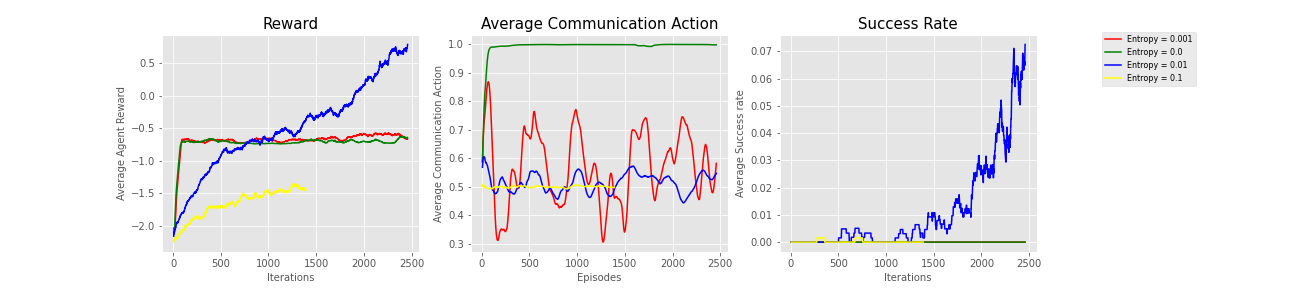 Reward
0.5
0.0
−0.5
−1.0
−1.5
−2.0
Average Agent Reward
0 500 1000 1500 2000 2500
Iterations
Average Communication Action
1.0
0.9
0.8
0.7
0.6
0.5
0.4
0.3
Average Communication Action
0 500 1000 1500 2000 2500
Episodes
Success Rate
0.07
0.06
0.05
0.04
0.03
0.02
0.01
0.00
Average Success rate
0 500 1000 1500 2000 2500
Iterations
Entropy = 0.001
Entropy = 0.0
Entropy = 0.01
Entropy = 0.1